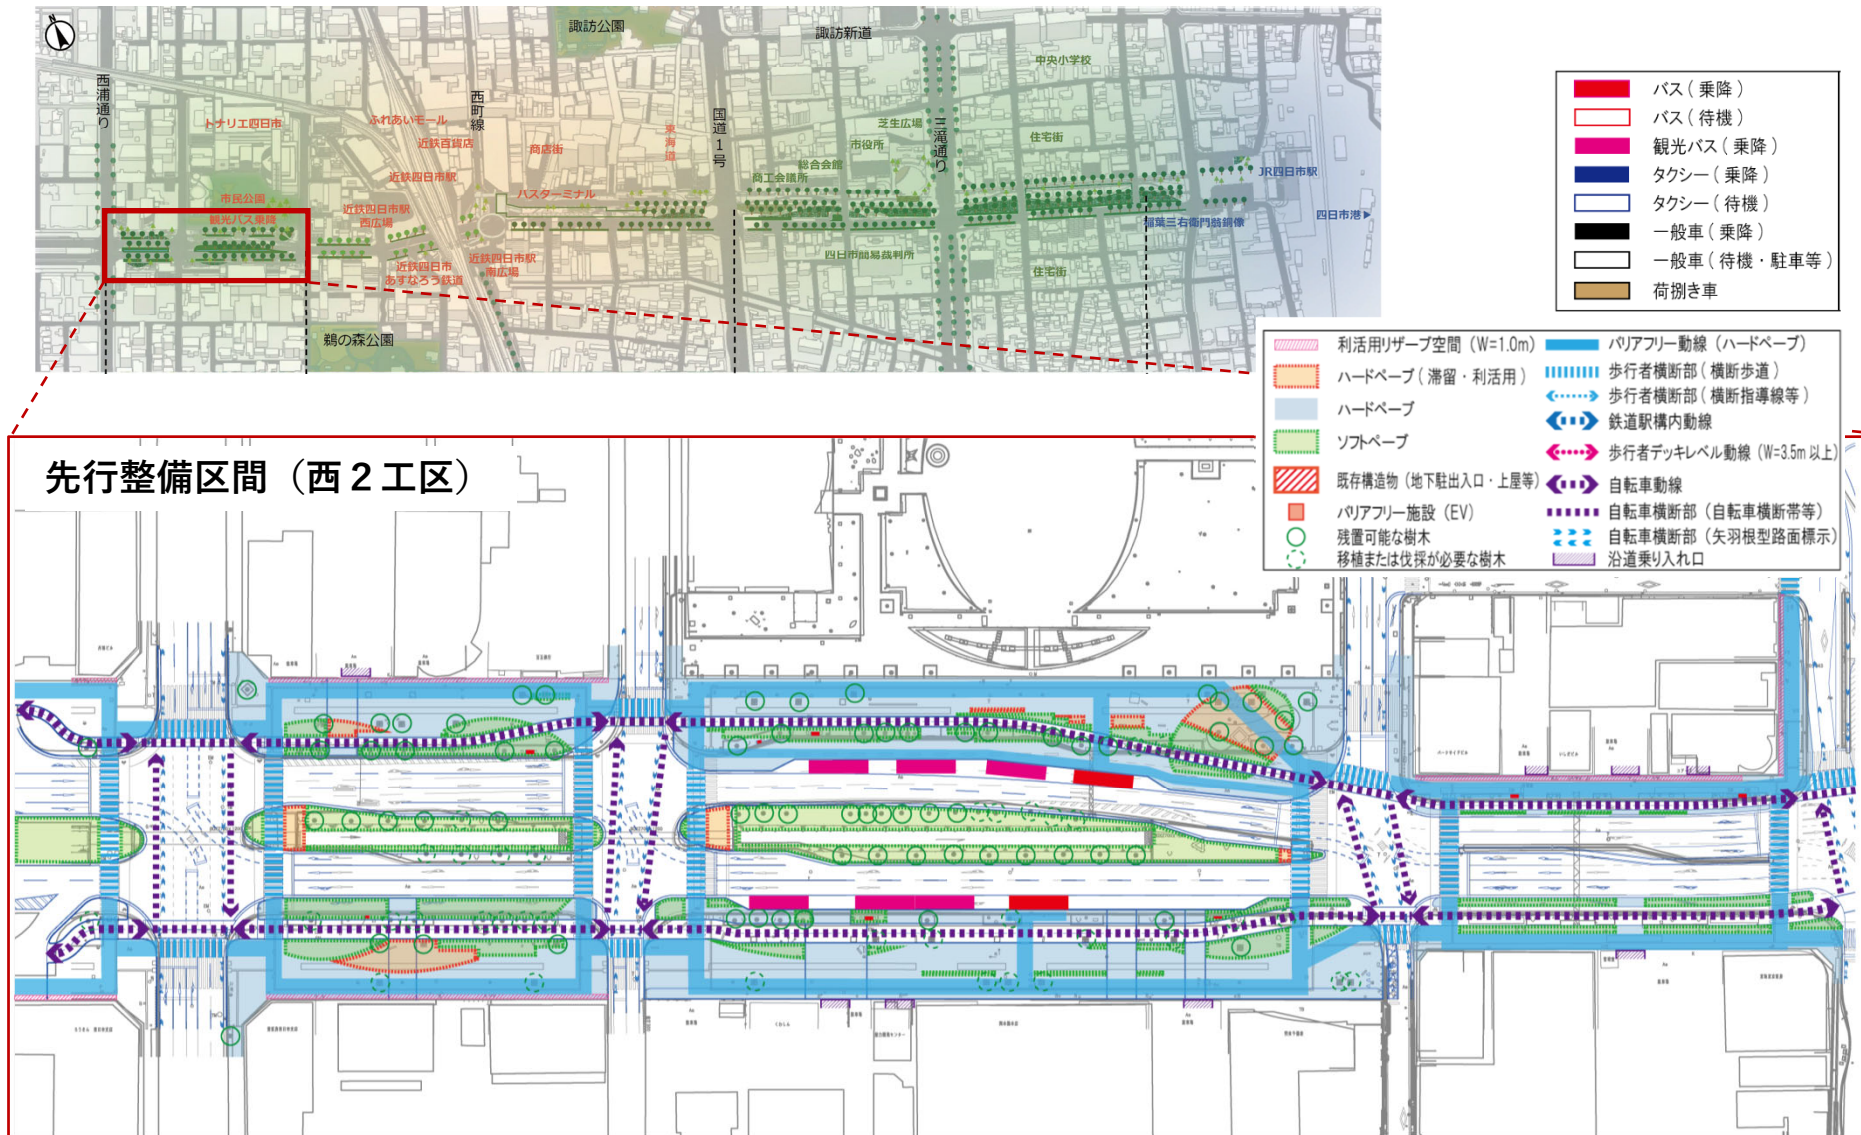 N
諏訪公園
諏訪新道
中央小学校
西浦通り
西町線
国道1号
三滝通り
トナリエ四日市
ふれあいモール
近鉄百貨店
商店街
東海道
芝生広場
市役所
住宅街
総合会館
商工会議所
近鉄四日市駅
バスターミナル
JR四日市駅
市民公園
観光バス乗降
近鉄四日市駅
西広場
稲葉三右衛門翁銅像
四日市港▶
近鉄四日市
あすなろう鉄道
近鉄四日市駅
南広場
四日市簡易裁判所
住宅街
鵜の森公園
バス(乗降)
バス(待機)
観光バス(乗降)
タクシー(乗降)
タクシー(待機)
一般車(乗降)
一般車(待機・駐車等)
荷捌き車
利活用リザーブ空間 (W=1.0m)
ハードペーブ(滞留・利活用)
ハードペーブ
ソフトペーブ
既存構造物 (地下駐出入口・上屋等)
バリアフリー施設 (EV)
残置可能な樹木
移植または伐採が必要な樹木
バリアフリー動線 (ハードペーブ)
歩行者横断部(横断歩道)
歩行者横断部(横断指導線等)
鉄道駅構内動線
歩行者デッキレベル動線 (W=3.5m以上)
自転車動線
自転車横断部 (自転車横断帯等)
自転車横断部 (矢羽根型路面標示)
沿道乗り入れ口
先行整備区間（西２工区）